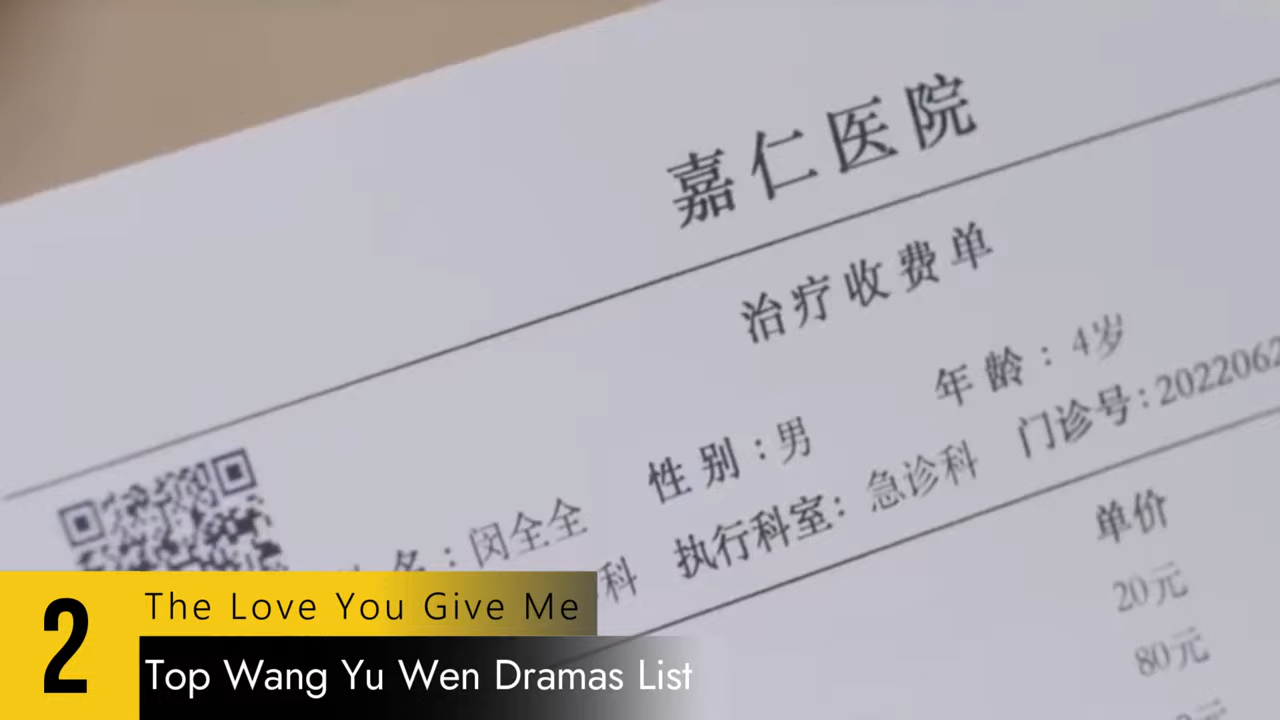 嘉仁医院
治疗收费单
性别：男 年龄：4岁
名：闵全全 执行科室：急诊科 门诊号：2022062
科
单价
20元
80元
2
The Love You Give Me
Top Wang Yu Wen Dramas List